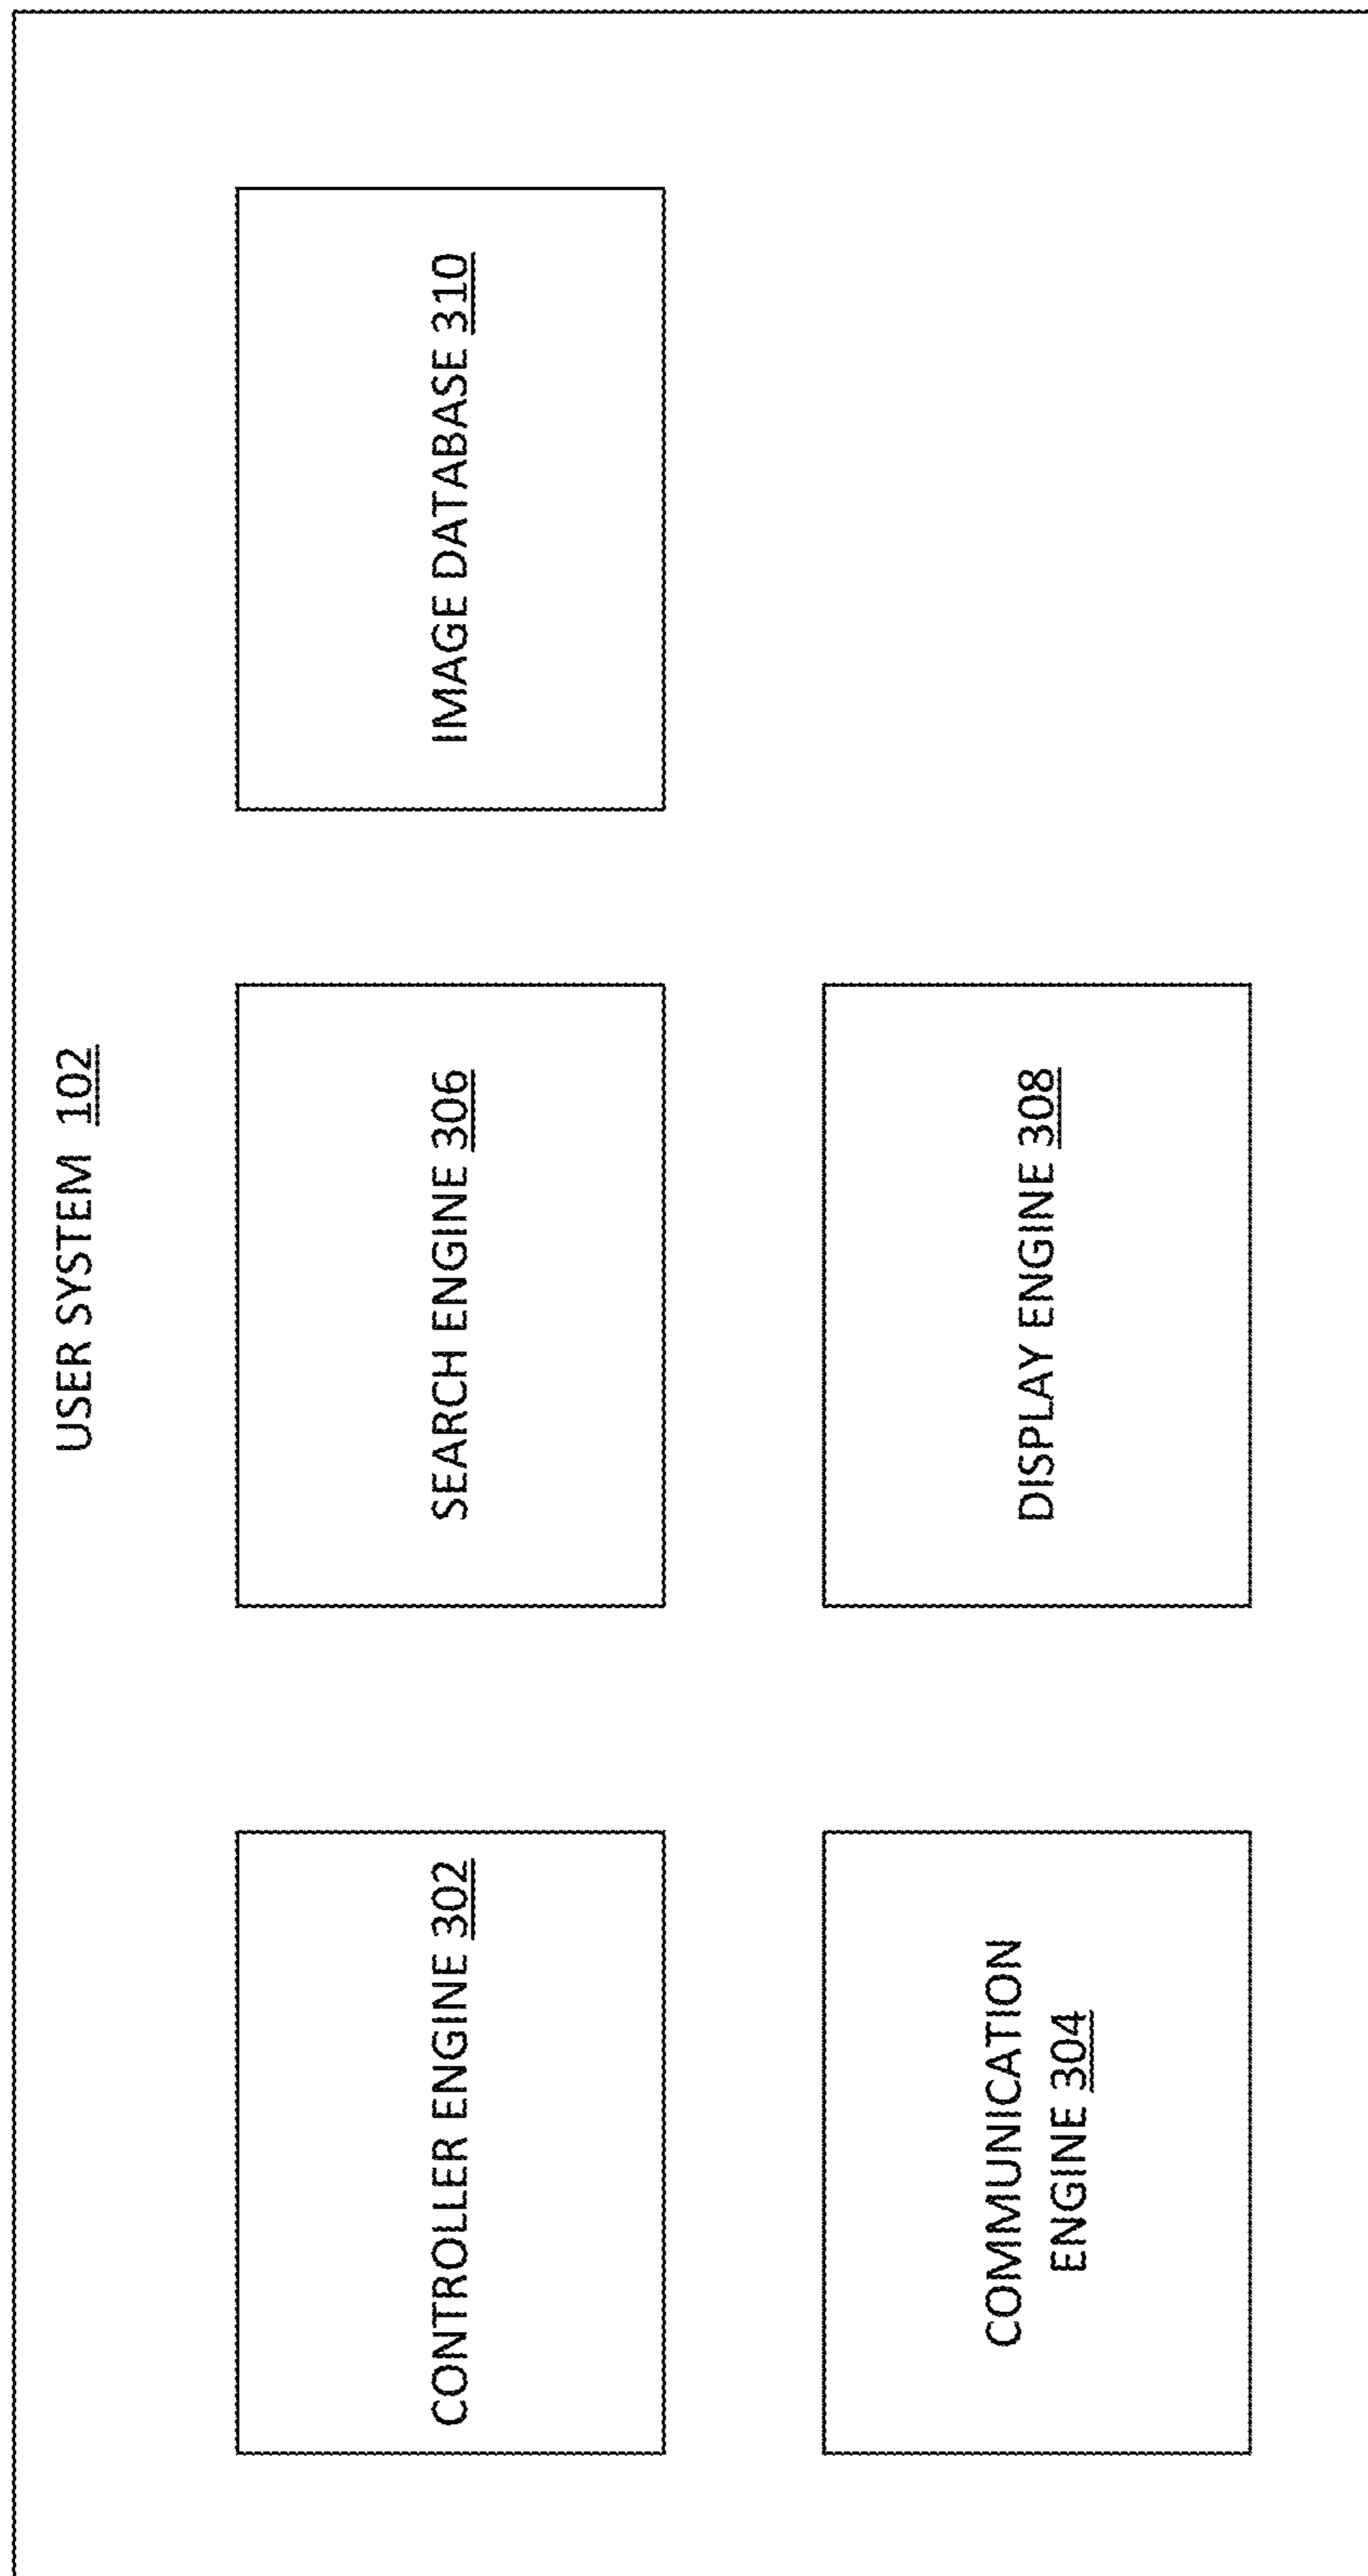 USER SYSTEM 102
CONTROLLER ENGINE 302
SEARCH ENGINE 306
IMAGE DATABASE 310
COMMUNICATION
ENGINE 304
DISPLAY ENGINE 308